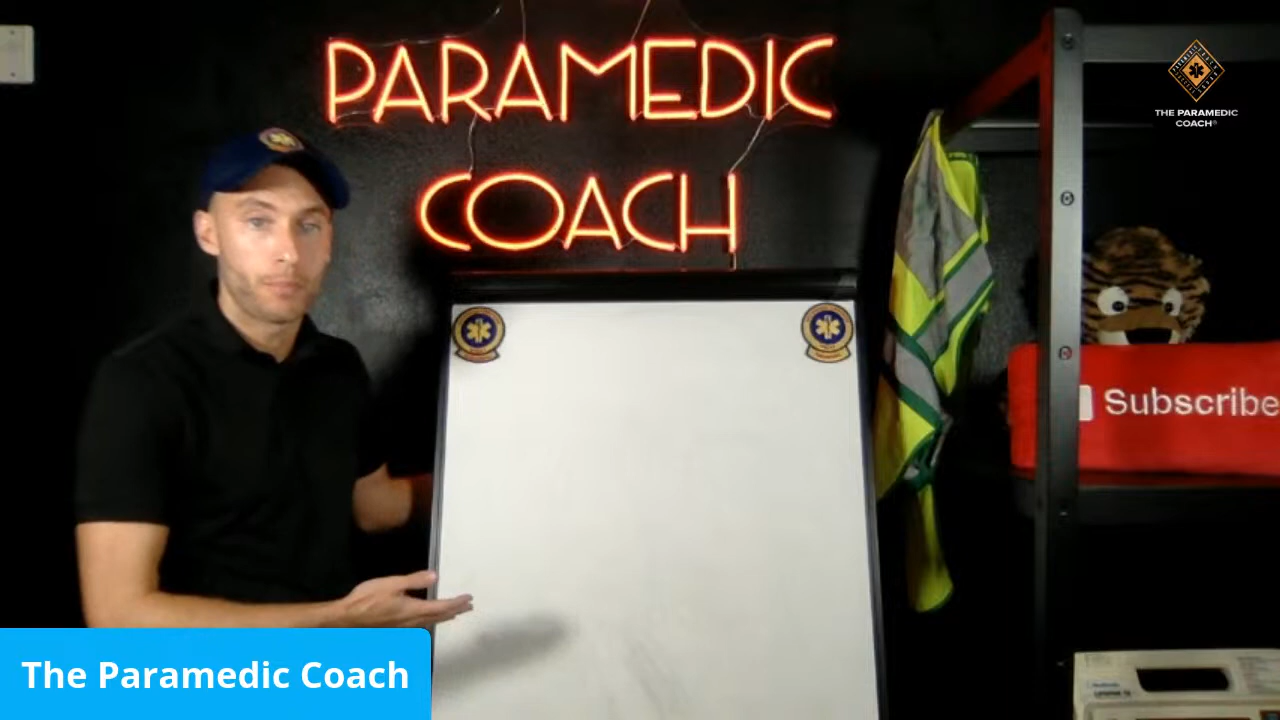 PARAMEDIC
COACH
THE PARAMEDIC
COACH®
Subscribe
The Paramedic Coach